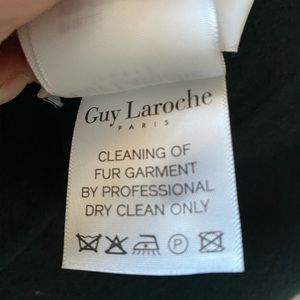 Guy Laroche
PARIS
CLEANING OF
FUR GARMENT
BY PROFESSIONAL
DRY CLEAN ONLY
P